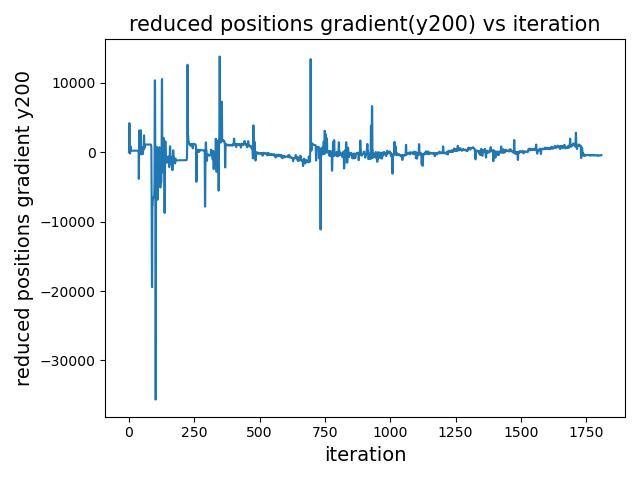 reduced positions gradient(y200) vs iteration
reduced positions gradient y200
10000
0
−10000
−20000
−30000
0 250 500 750 1000 1250 1500 1750
iteration